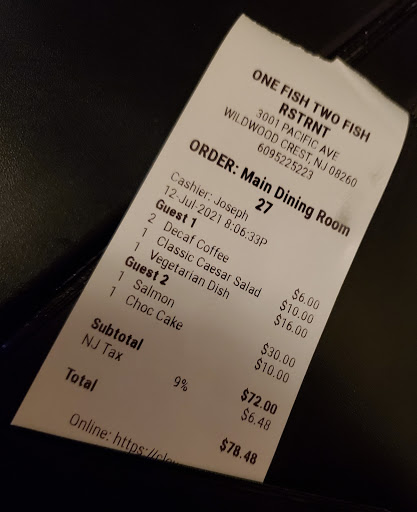 ONE FISH TWO FISH
RSTRNT
3001 PACIFIC AVE
WILDWOOD CREST, NJ 08260
6095225223
ORDER: Main Dining Room
27
Cashier: Joseph
12-Jul-2021 8:06:33P
Guest 1
2 Decaf Coffee $6.00
1 Classic Caesar Salad $10.00
1 Vegetarian Dish $16.00
Guest 2
1 Salmon $30.00
1 Choc Cake $10.00
Subtotal $72.00
NJ Tax 9% $6.48
Total $78.48
Online: https://clov